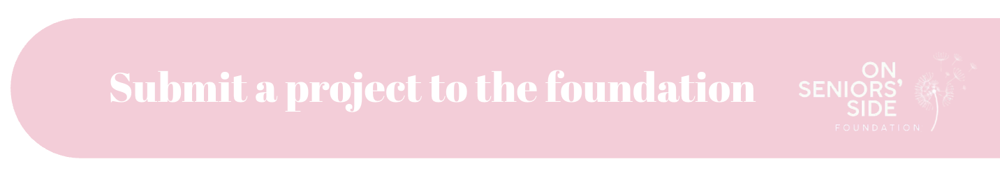 Submit a project to the foundation
ON
SENIORS’
SIDE
FOUNDATION